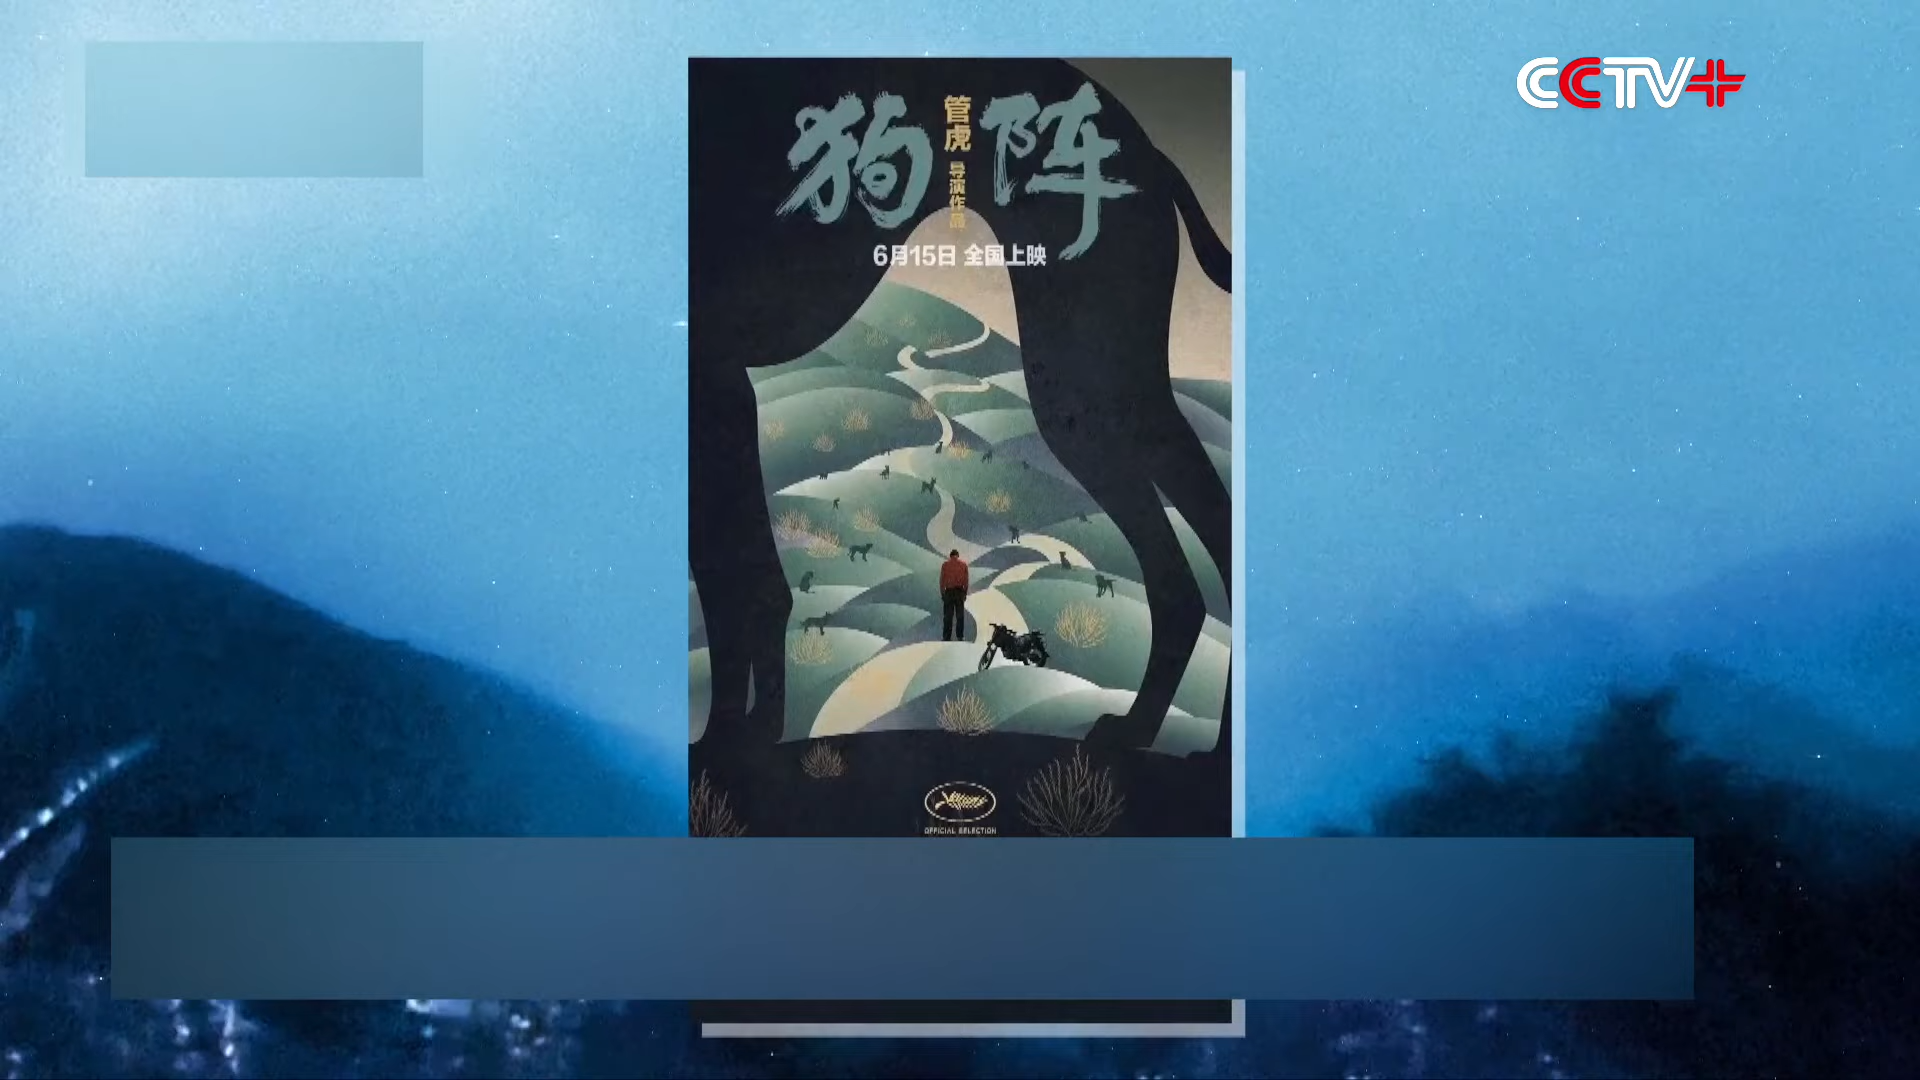 CCTV+
狗阵
管虎
导演作品
6月15日 全国上映
OFFICIAL SELECTION